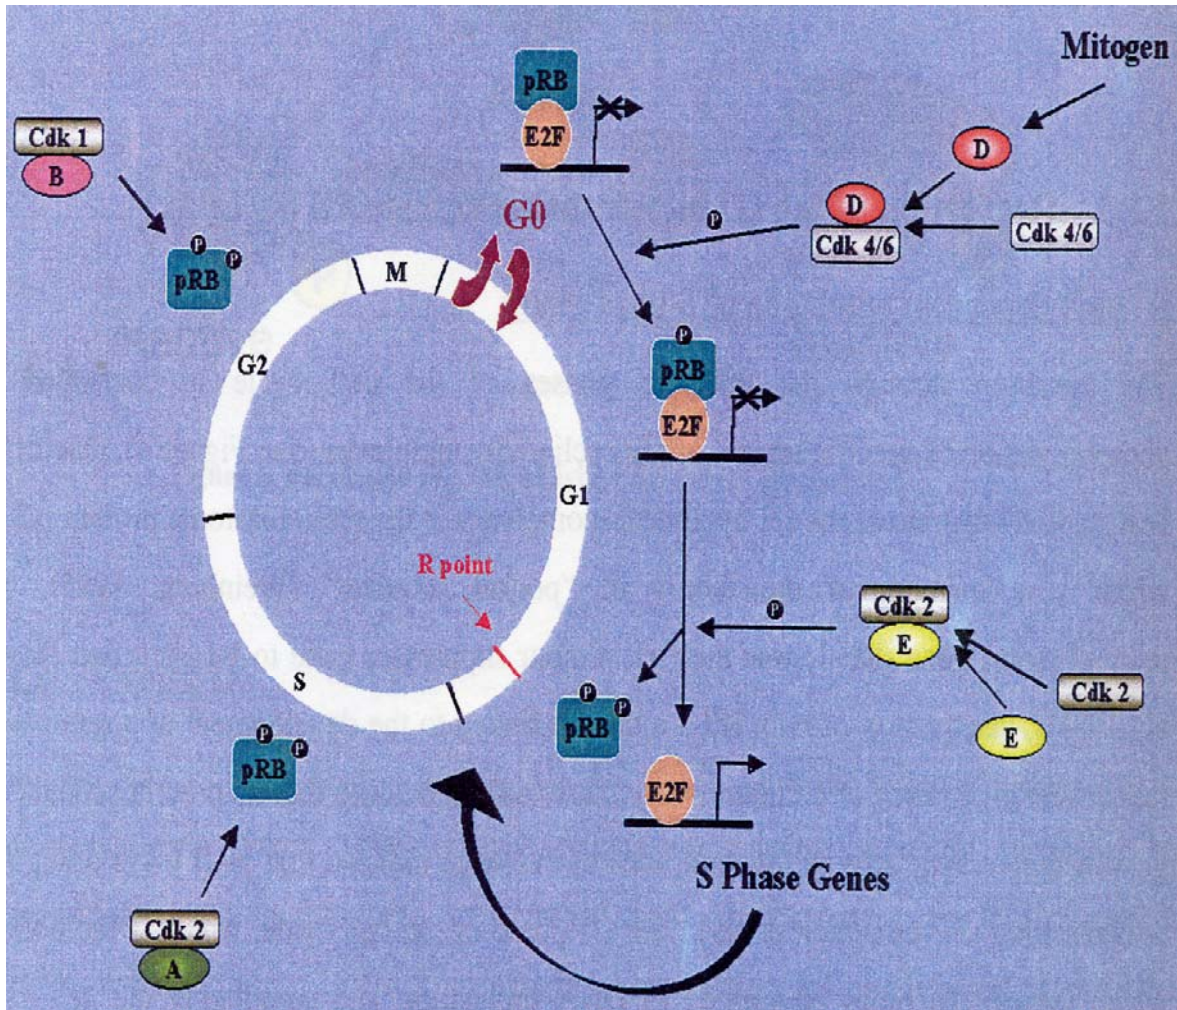 Mitogen
pRB
E2F
Cdk 1
B
D
D
Cdk 4/6
Cdk 4/6
P
G0
P
P
pRB
M
P
pRB
E2F
G2
G1
R point
P
Cdk 2
E
Cdk 2
E
S
P
P
pRB
P
P
pRB
E2F
S Phase Genes
Cdk 2
A